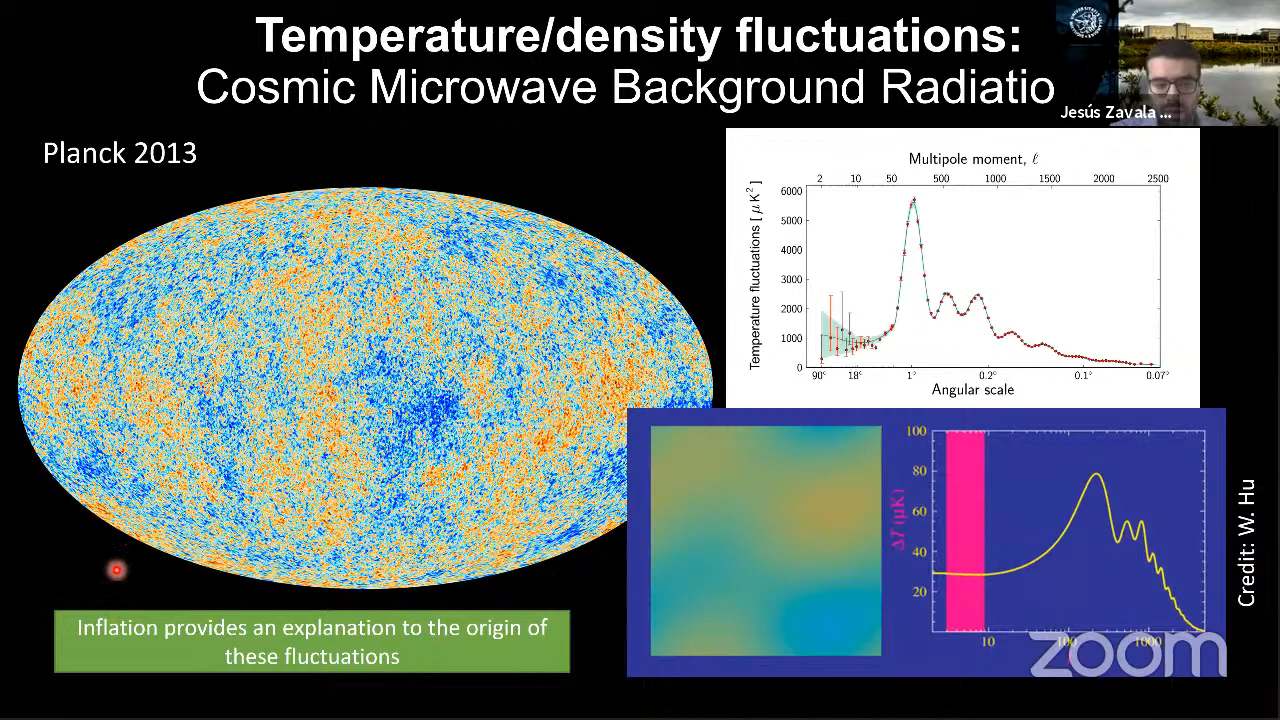 Temperature/density fluctuations:
Cosmic Microwave Background Radiatio
Jesús Zavala ...
Planck 2013
Multipole moment, ℓ
2 10 50 500 1000 1500 2000 2500
Temperature fluctuations [ μK² ]
6000
5000
4000
3000
2000
1000
0
90° 18° 1° 0.2° 0.1° 0.07°
Angular scale
ΔT (μK)
100
80
60
40
20
10 100 1000
Credit: W. Hu
Inflation provides an explanation to the origin of
these fluctuations
zoom